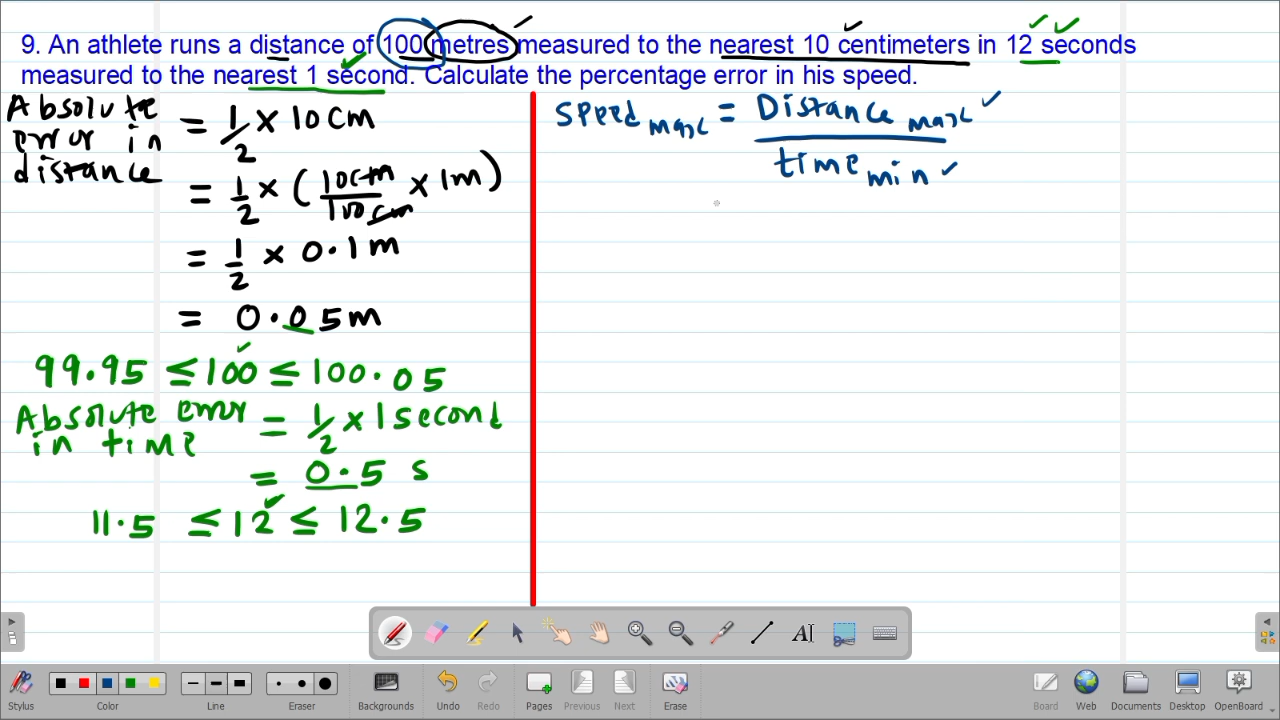 9. An athlete runs a distance of 100 metres measured to the nearest 10 centimeters in 12 seconds
measured to the nearest 1 second. Calculate the percentage error in his speed.
Absolute error in distance = 1/2 × 10cm
= 1/2 × (10cm/100cm × 1m)
= 1/2 × 0.1m
= 0.05m
99.95 ≤ 100 ≤ 100.05
Absolute error in time = 1/2 × 1 second
= 0.5 s
11.5 ≤ 12 ≤ 12.5
Speed max = Distance max / time min
Stylus
Color
Line
Eraser
Backgrounds
Undo
Redo
Pages
Previous
Next
Erase
Board
Web
Documents
Desktop
OpenBoard